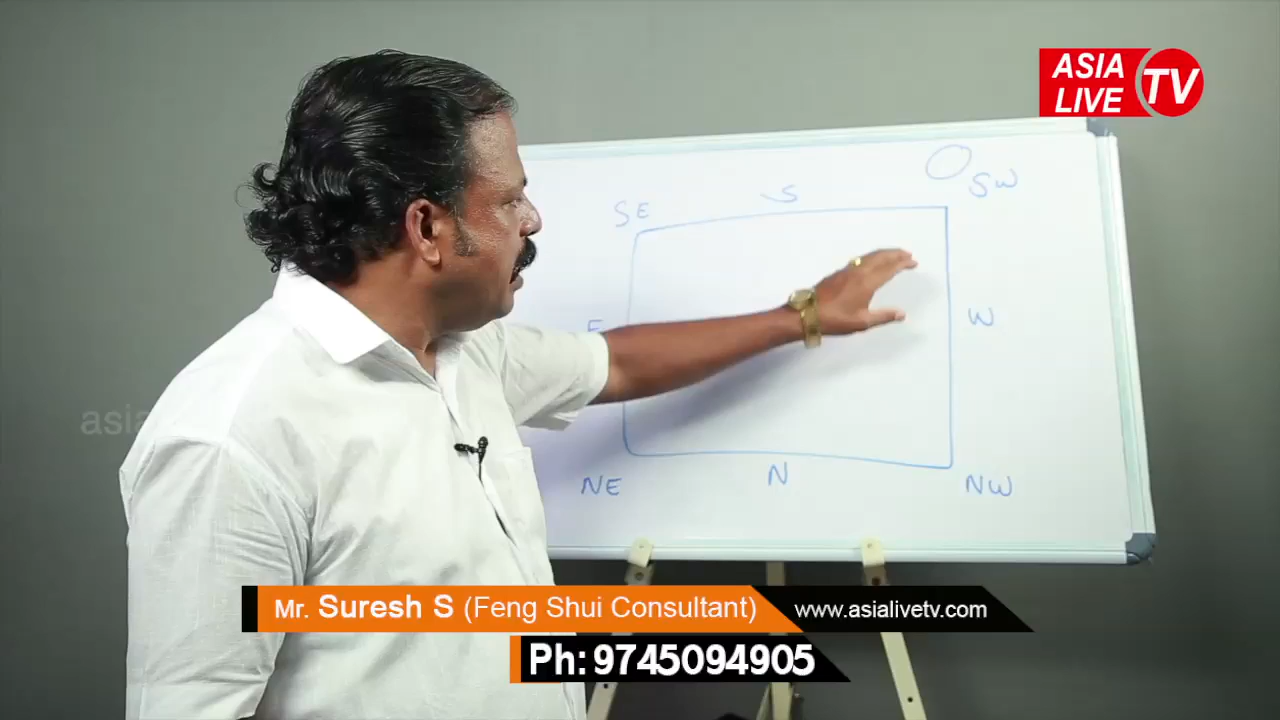 ASIA
LIVE TV
SW
S
SE
E
W
NE
N
NW
asia
Mr. Suresh S (Feng Shui Consultant)
www.asialivetv.com
Ph: 9745094905